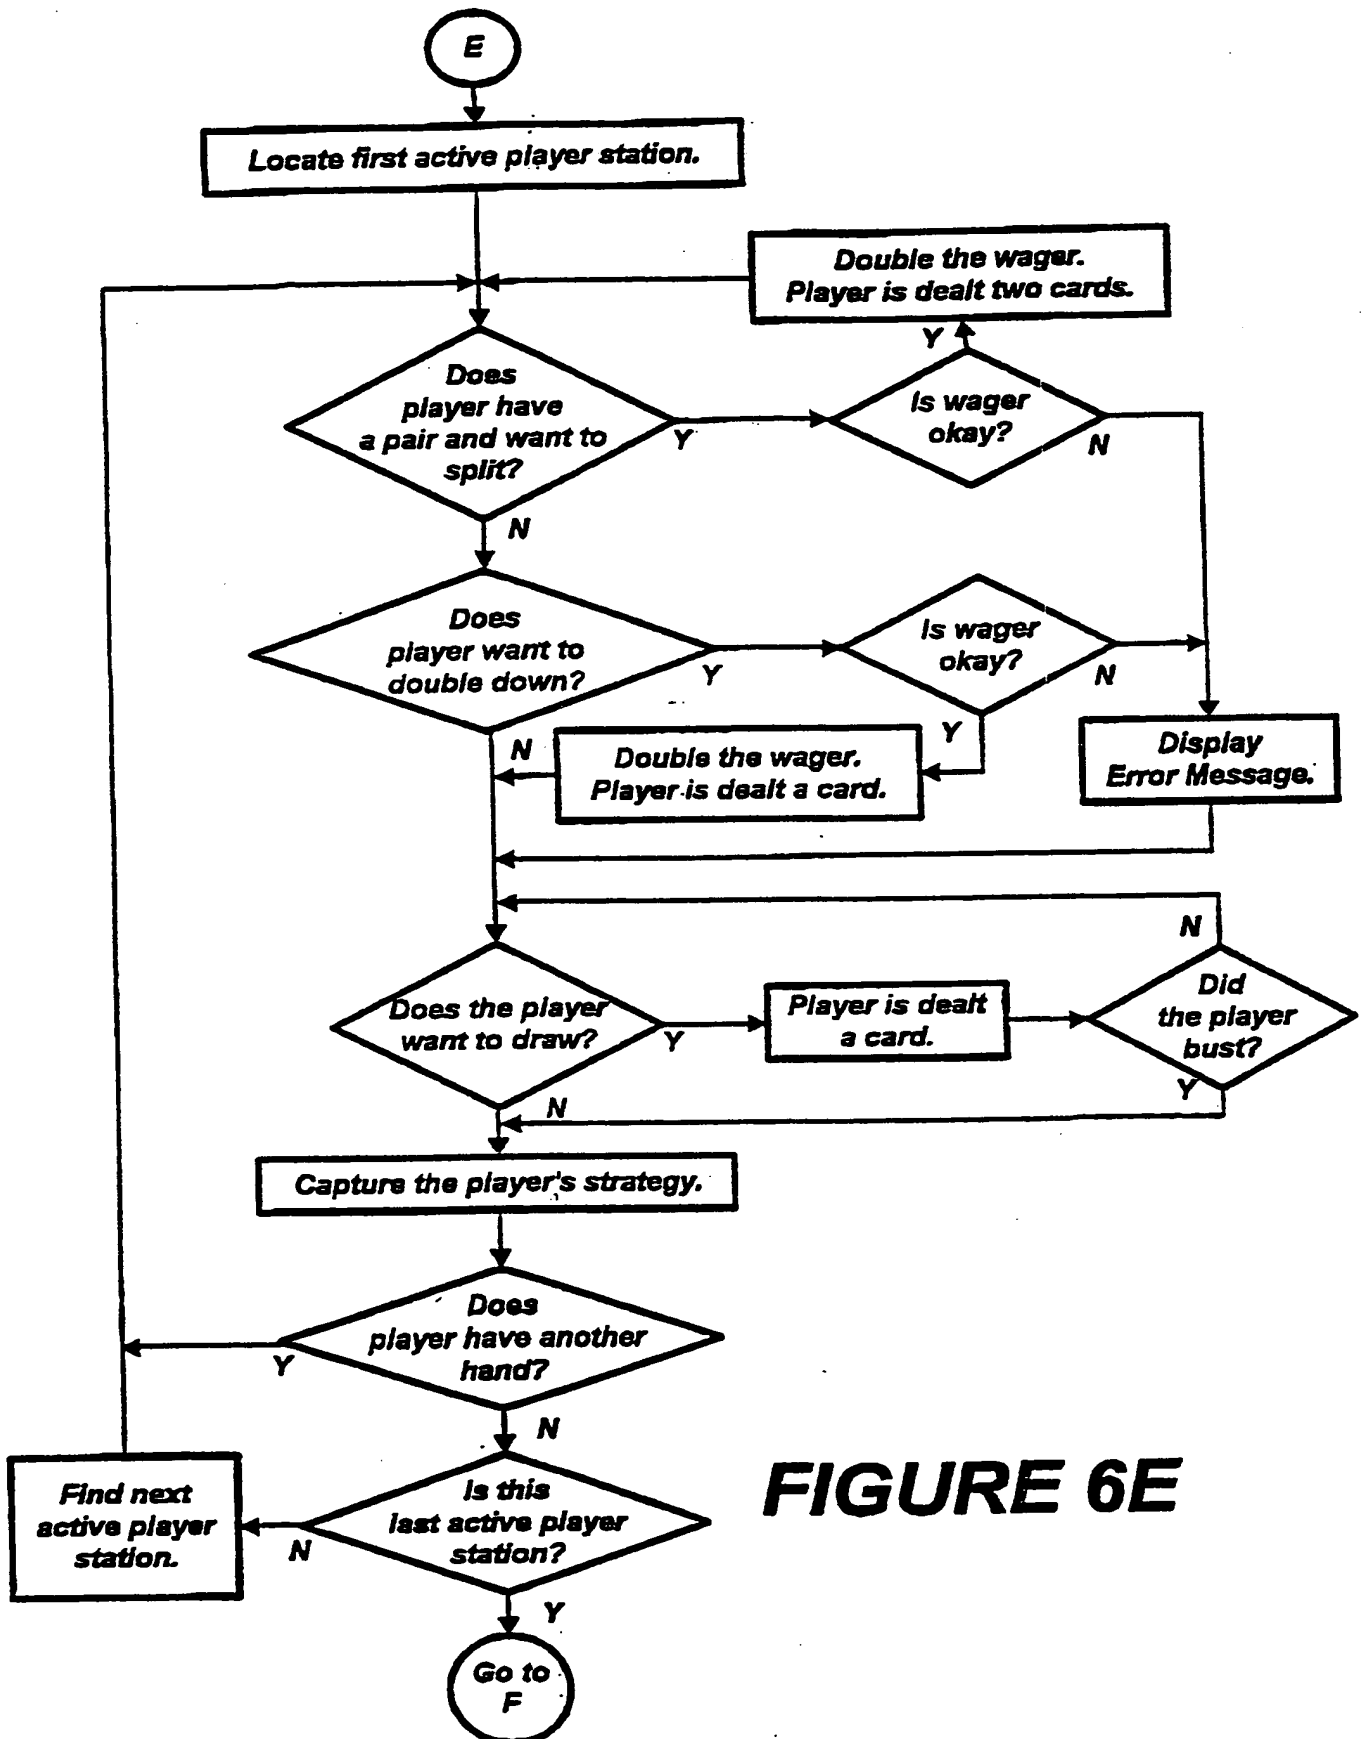 E
Locate first active player station.
Double the wager.
Player is dealt two cards.
Y
Does
player have
a pair and want to
split?
Y
N
Is wager
okay?
N
Does
player want to
double down?
Y
N
Is wager
okay?
N
Y
Double the wager.
Player is dealt a card.
Display
Error Message.
N
Does the player
want to draw?
Y
N
Player is dealt
a card.
Did
the player
bust?
Y
Capture the player's strategy.
Does
player have another
hand?
Y
N
Find next
active player
station.
Is this
last active player
station?
N
Y
FIGURE 6E
Go to
F